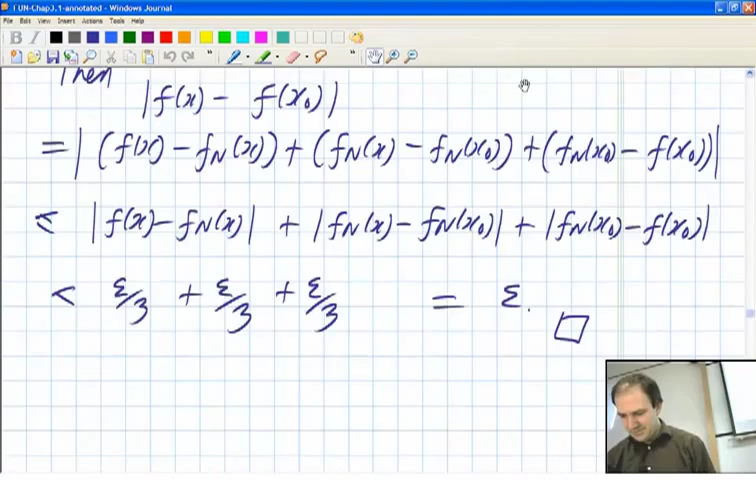 FUN-Chap3.1-annotated - Windows Journal
File Edit View Insert Actions Tools Help
B I
Then
|f(x) - f(x₀)|
= |(f(x) - f_N(x)) + (f_N(x) - f_N(x₀)) + (f_N(x₀) - f(x₀))|
< |f(x) - f_N(x)| + |f_N(x) - f_N(x₀)| + |f_N(x₀) - f(x₀)|
< ε/3 + ε/3 + ε/3 = ε. □